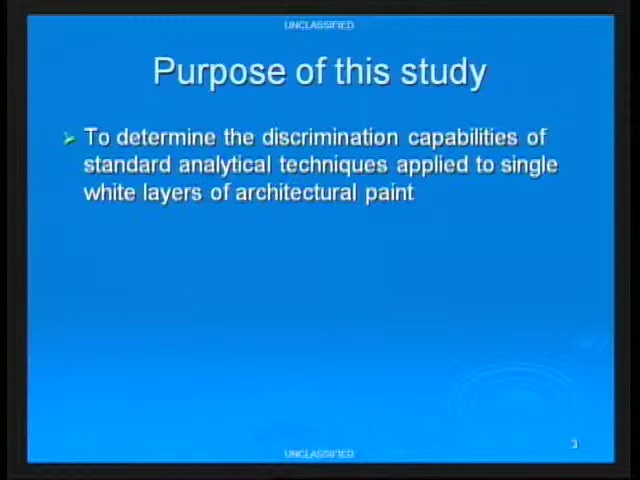 UNCLASSIFIED
Purpose of this study
To determine the discrimination capabilities of
standard analytical techniques applied to single
white layers of architectural paint
3
UNCLASSIFIED